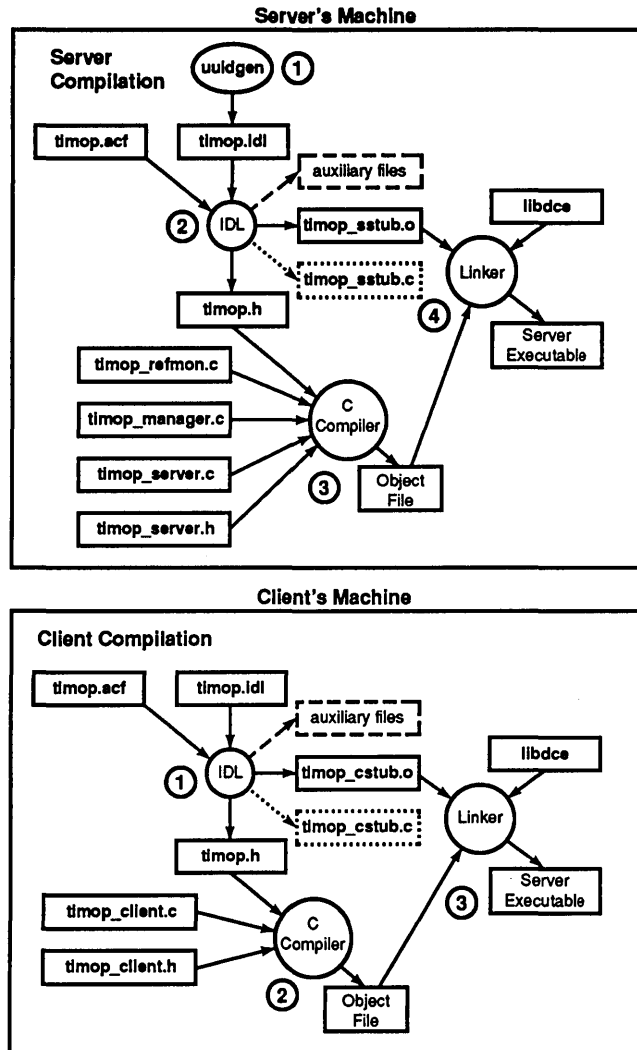 Server's Machine
Server
Compilation
uuidgen
1
timop.acf
timop.idl
auxiliary files
2
IDL
timop_sstub.o
libdce
timop_sstub.c
Linker
timop.h
4
Server
Executable
timop_refmon.c
timop_manager.c
C
Compiler
timop_server.c
3
Object
File
timop_server.h
Client's Machine
Client Compilation
timop.acf
timop.idl
auxiliary files
1
IDL
timop_cstub.o
libdce
timop_cstub.c
Linker
timop.h
3
Server
Executable
timop_client.c
C
Compiler
timop_client.h
2
Object
File